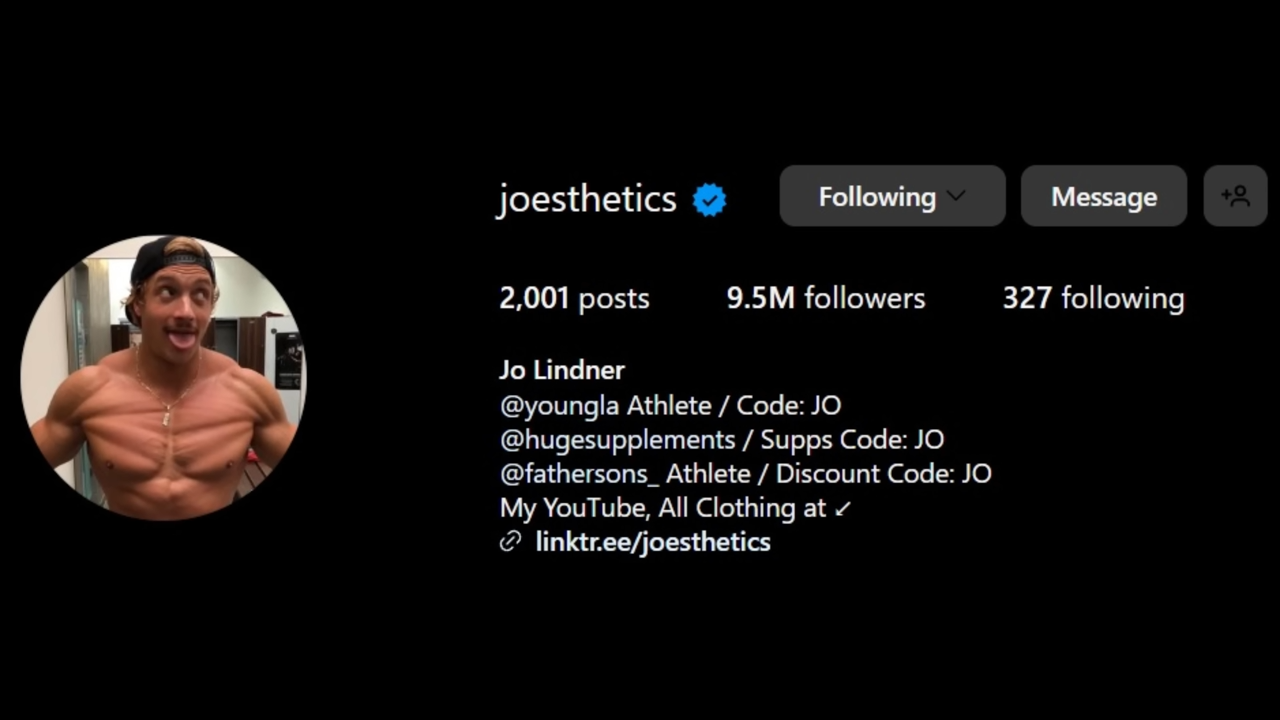 joesthetics
Following
Message
2,001 posts
9.5M followers
327 following
Jo Lindner
@youngla Athlete / Code: JO
@hugesupplements / Supps Code: JO
@fathersons_ Athlete / Discount Code: JO
My YouTube, All Clothing at ↙
linktr.ee/joesthetics